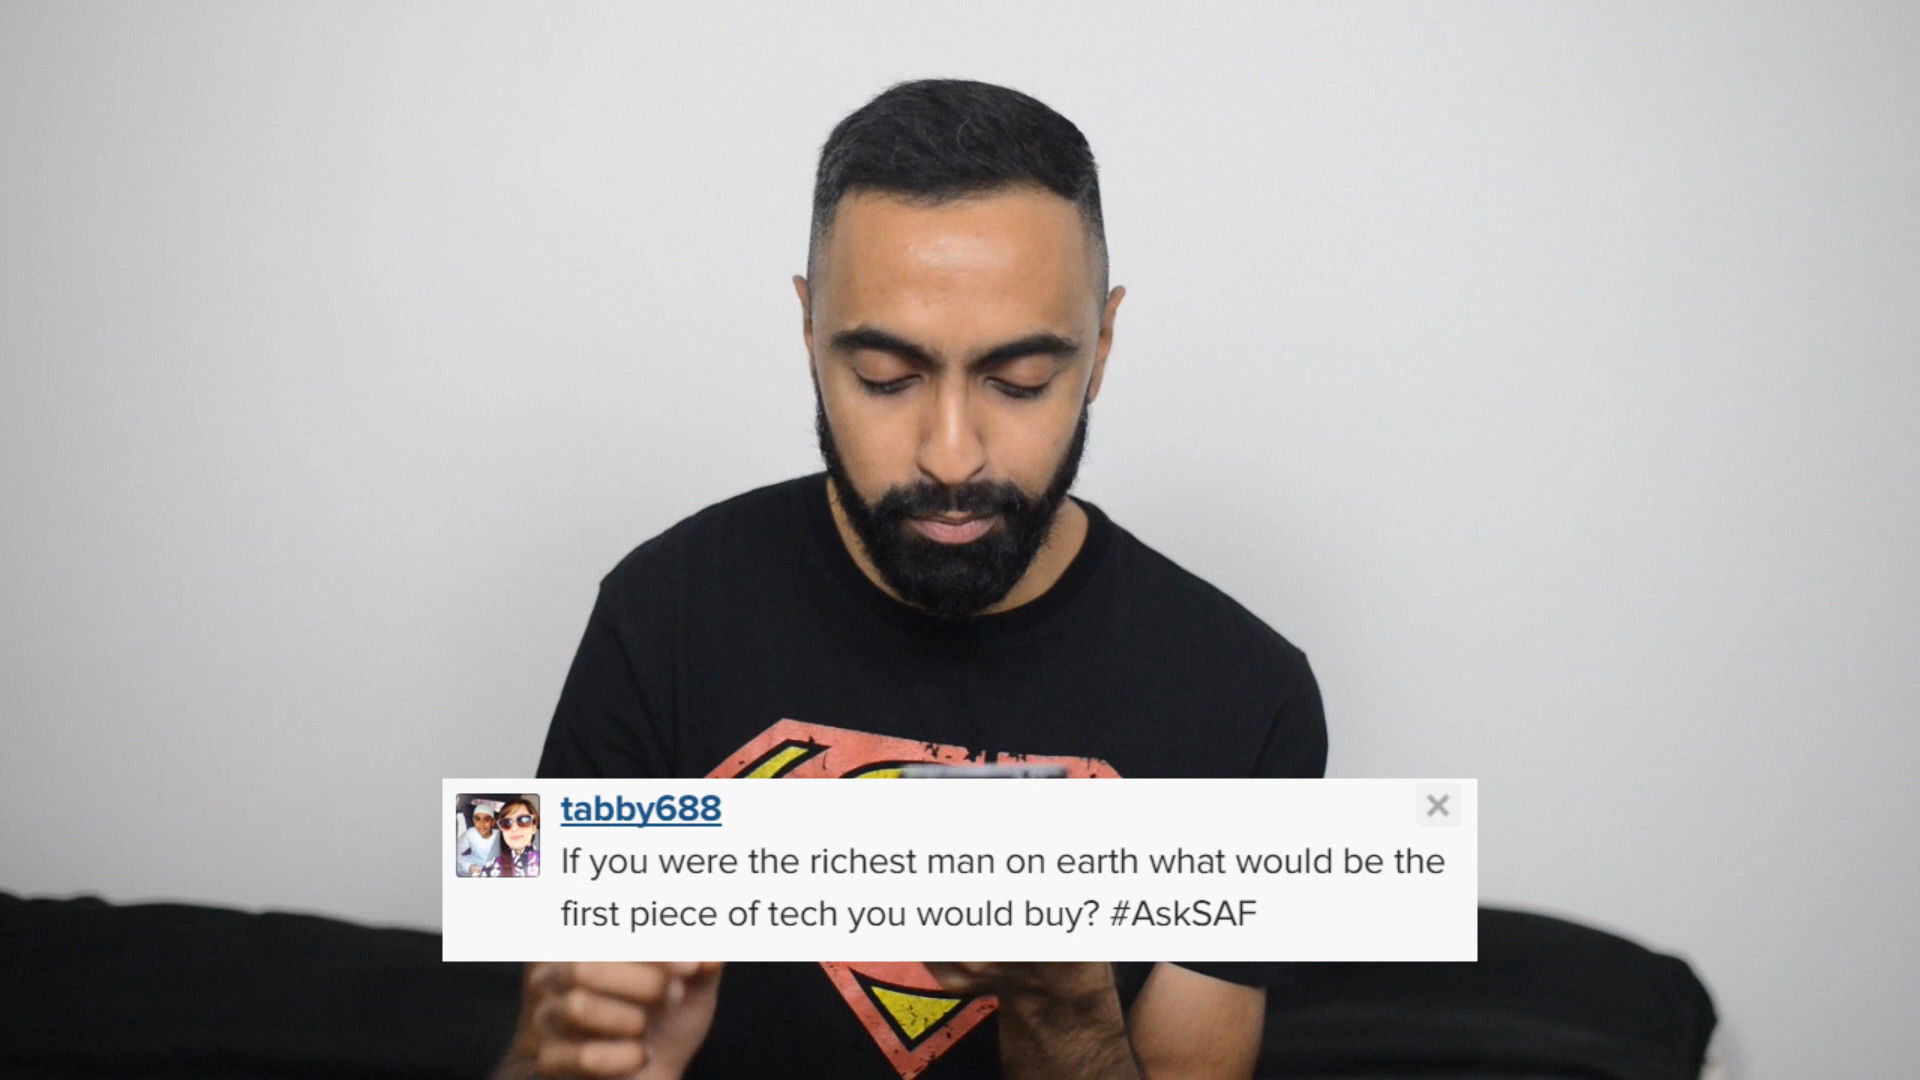 tabby688
If you were the richest man on earth what would be the
first piece of tech you would buy? #AskSAF